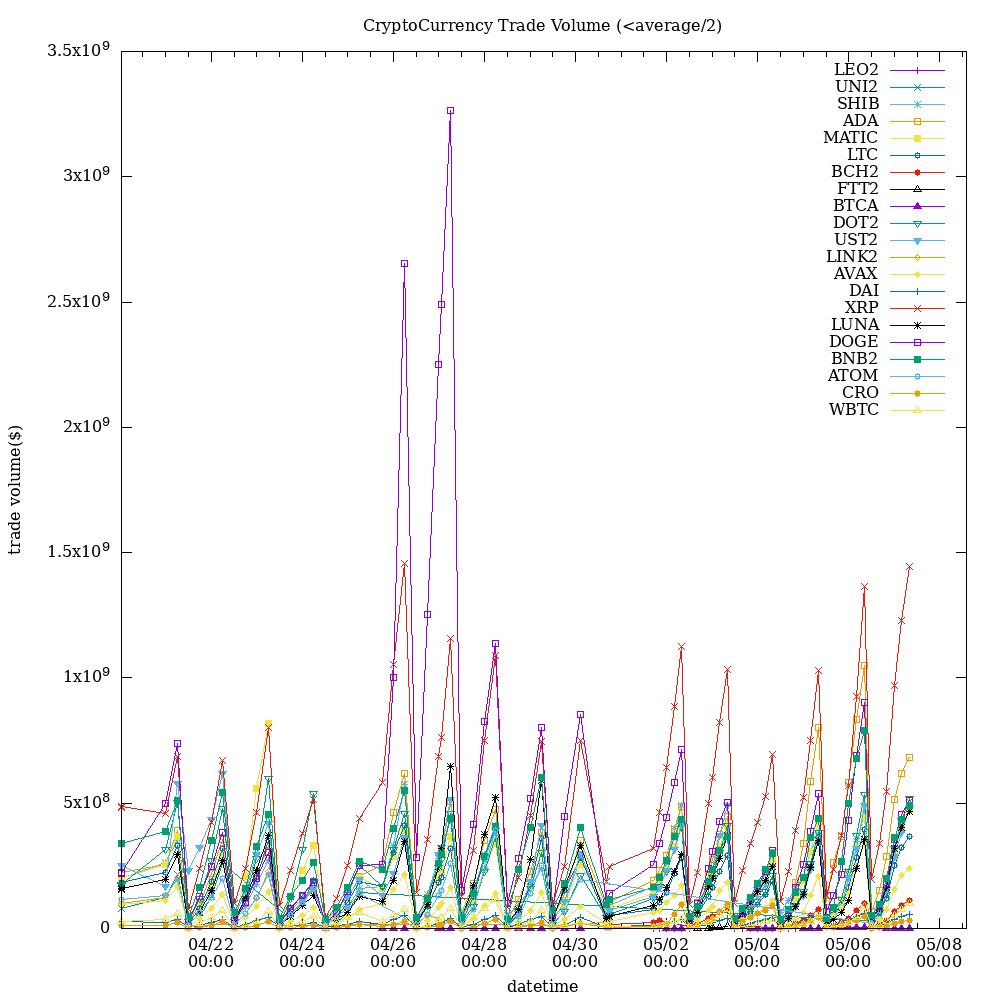 CryptoCurrency Trade Volume (<average/2)
3.5x10^9
3x10^9
2.5x10^9
2x10^9
1.5x10^9
1x10^9
5x10^8
0
trade volume($)
LEO2
UNI2
SHIB
ADA
MATIC
LTC
BCH2
FTT2
BTCA
DOT2
UST2
LINK2
AVAX
DAI
XRP
LUNA
DOGE
BNB2
ATOM
CRO
WBTC
04/22 04/24 04/26 04/28 04/30 05/02 05/04 05/06 05/08
00:00 00:00 00:00 00:00 00:00 00:00 00:00 00:00 00:00
datetime